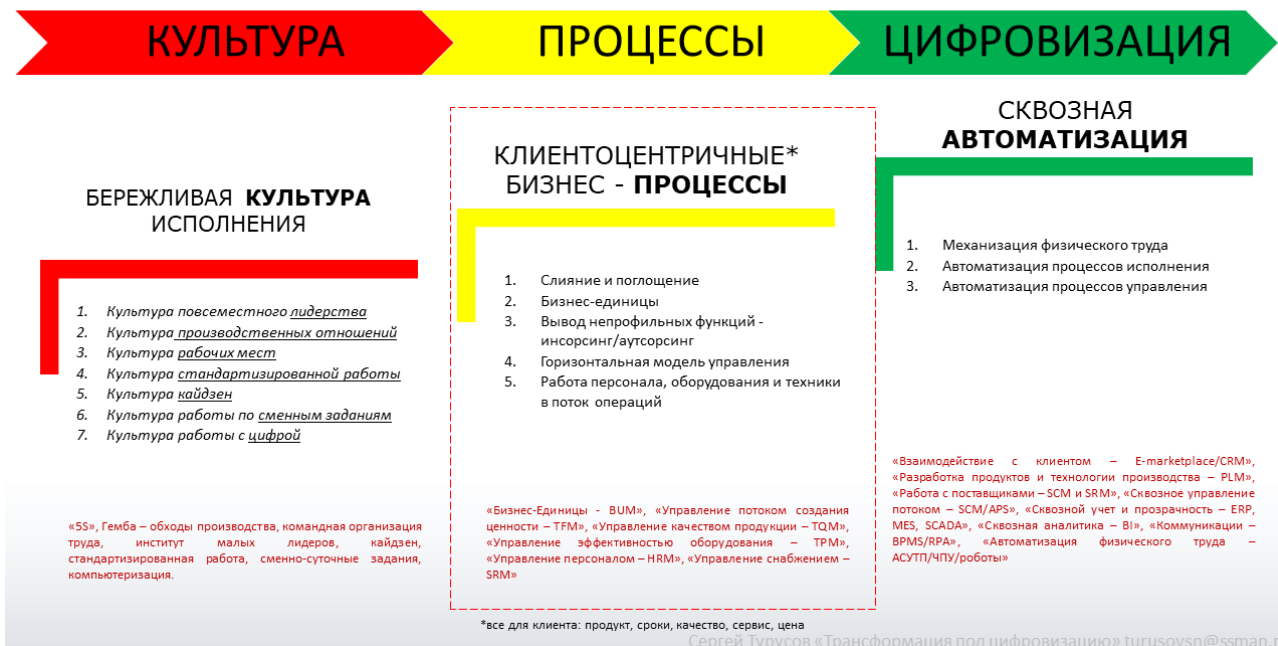 КУЛЬТУРА
ПРОЦЕССЫ
ЦИФРОВИЗАЦИЯ
БЕРЕЖЛИВАЯ КУЛЬТУРА
ИСПОЛНЕНИЯ
1. Культура повсеместного лидерства
2. Культура производственных отношений
3. Культура рабочих мест
4. Культура стандартизированной работы
5. Культура кайдзен
6. Культура работы по сменным заданиям
7. Культура работы с цифрой
«5S», Гемба – обходы производства, командная организация
труда, институт малых лидеров, кайдзен,
стандартизированная работа, сменно-суточные задания,
компьютеризация.
КЛИЕНТОЦЕНТРИЧНЫЕ*
БИЗНЕС - ПРОЦЕССЫ
1. Слияние и поглощение
2. Бизнес-единицы
3. Вывод непрофильных функций -
инсорсинг/аутсорсинг
4. Горизонтальная модель управления
5. Работа персонала, оборудования и техники
в поток операций
«Бизнес-Единицы - BUM», «Управление потоком создания
ценности – TFM», «Управление качеством продукции – TQM»,
«Управление эффективностью оборудования – TPM»,
«Управление персоналом – HRM», «Управление снабжением –
SRM»
*все для клиента: продукт, сроки, качество, сервис, цена
СКВОЗНАЯ
АВТОМАТИЗАЦИЯ
1. Механизация физического труда
2. Автоматизация процессов исполнения
3. Автоматизация процессов управления
«Взаимодействие с клиентом – E-marketplace/CRM»,
«Разработка продуктов и технологии производства – PLM»,
«Работа с поставщиками – SCM и SRM», «Сквозное управление
потоком – SCM/APS», «Сквозной учет и прозрачность – ERP,
MES, SCADA», «Сквозная аналитика – BI», «Коммуникации –
BPMS/RPA», «Автоматизация физического труда –
АСУТП/ЧПУ/роботы»
Сергей Турусов «Трансформация под цифровизацию» turusovsn@ssman.r